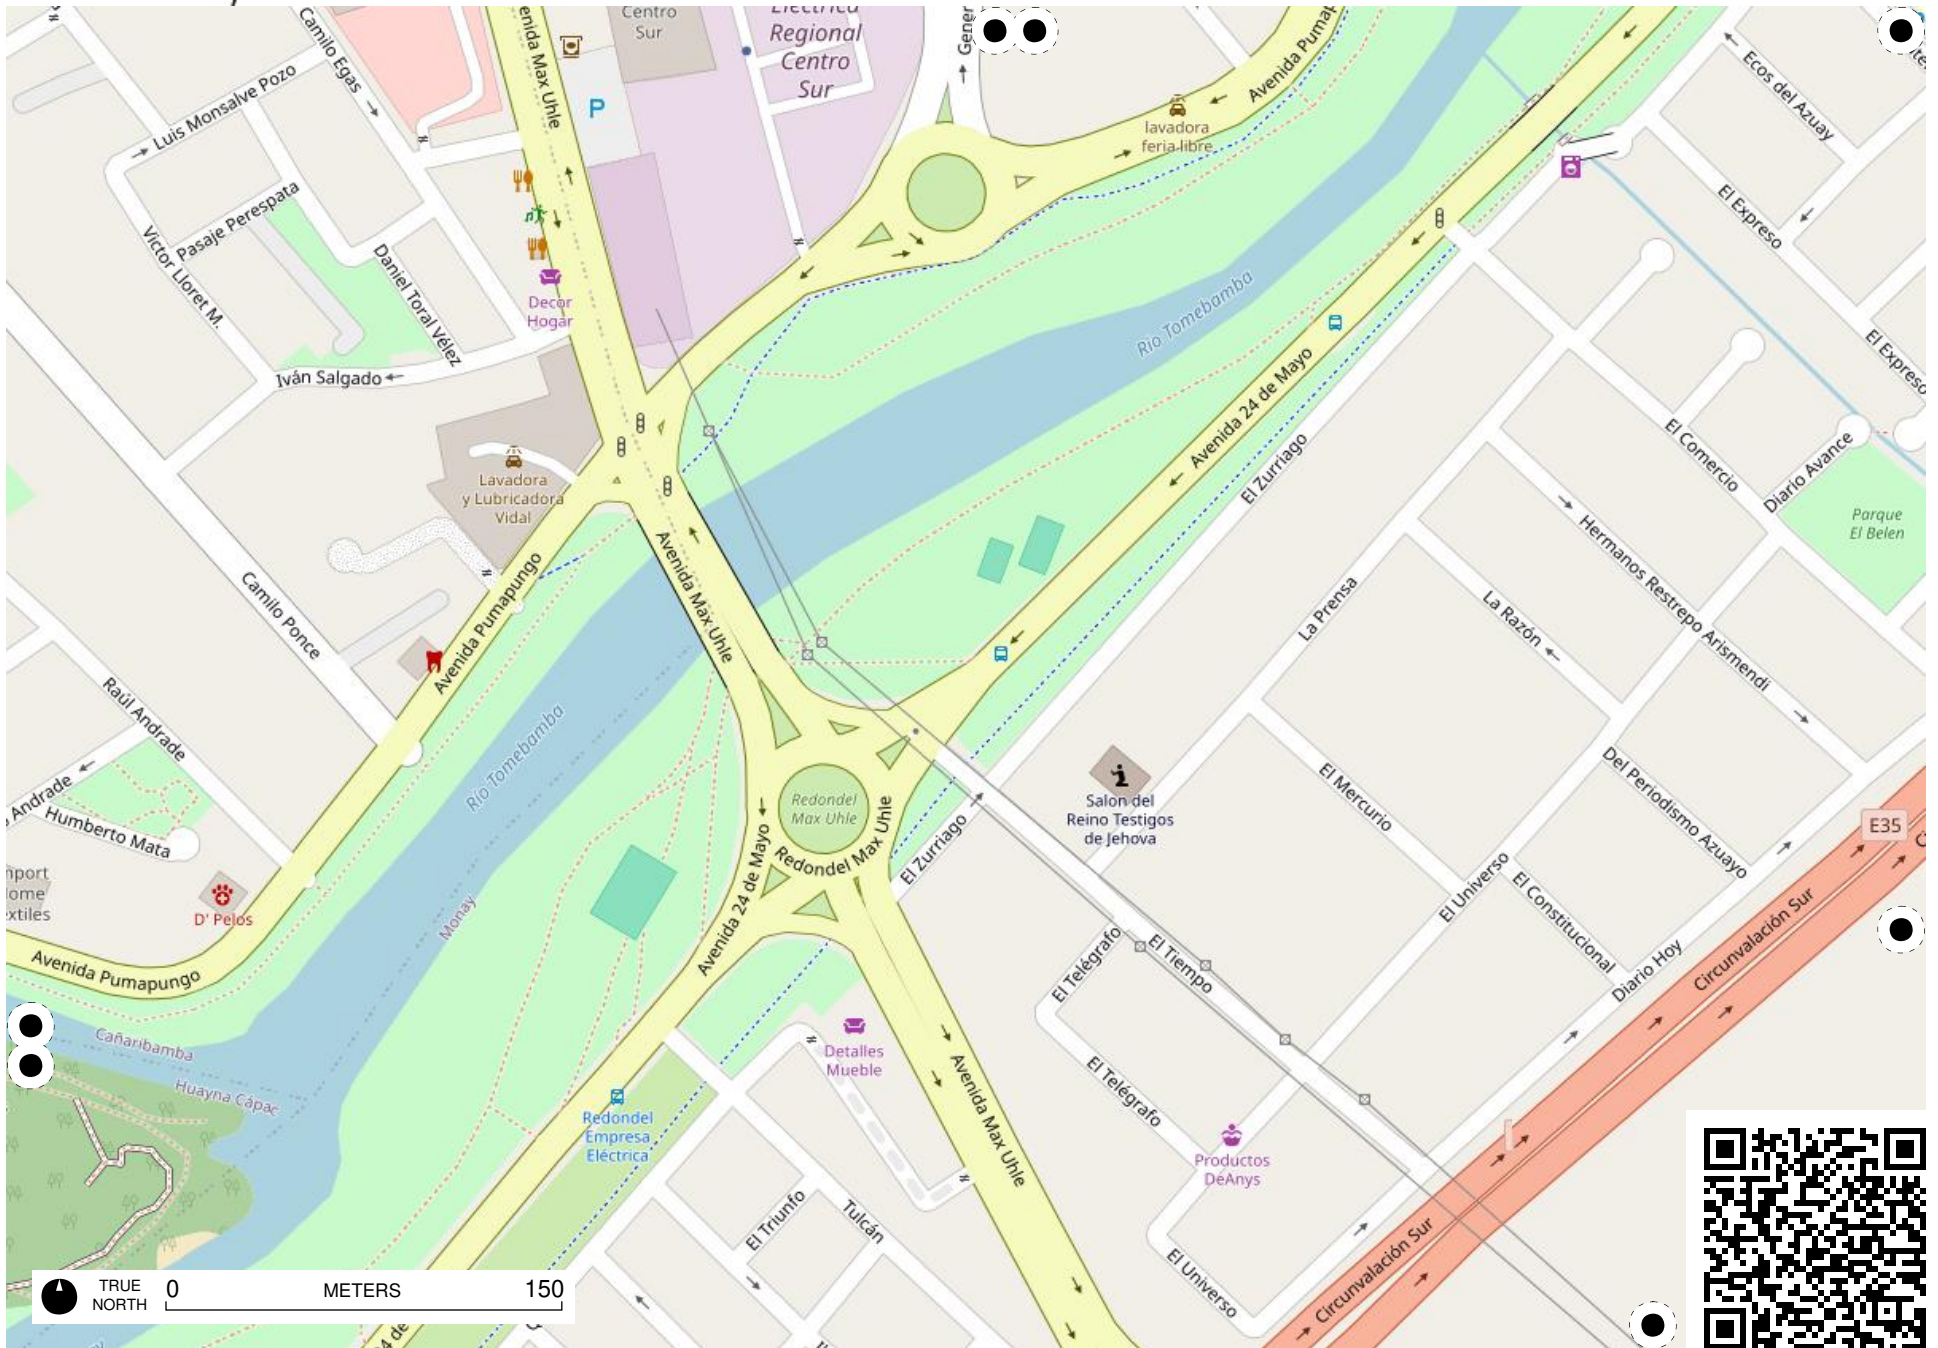 Camilo Egas
Luis Monsalve Pozo
Pasaje Perespata
Victor Lloret M.
Daniel Toral Vélez
Iván Salgado
enida Max Uhle
Centro
Sur
Eléctrica
Regional
Centro
Sur
P
Gener
Avenida Pumap
lavadora
feria libre
Ecos del Azuay
El Expreso
El Expreso
Decor
Hogar
Río Tomebamba
Avenida 24 de Mayo
El Zurriago
El Comercio
Diario Avance
Parque
El Belen
Hermanos Restrepo Arismendi
La Razón
La Prensa
Lavadora
y Lubricadora
Vidal
Avenida Max Uhle
Avenida Pumapungo
Camilo Ponce
Raúl Andrade
Andrade
Humberto Mata
Río Tomebamba
Monay
D' Pelos
nport
ome
extiles
Avenida Pumapungo
Cañaribamba
Huayna Cápac
Redondel
Max Uhle
Redondel Max Uhle
Avenida 24 de Mayo
El Zurriago
Salon del
Reino Testigos
de Jehova
El Mercurio
Del Periodismo Azuayo
El Universo
El Constitucional
Diario Hoy
E35
Circunvalación Sur
El Telégrafo
El Tiempo
El Telégrafo
Detalles
Mueble
Avenida Max Uhle
Redondel
Empresa
Eléctrica
Productos
DeAnys
El Triunfo
Tulcán
El Universo
Circunvalación Sur
4 de
TRUE
NORTH
0 METERS 150